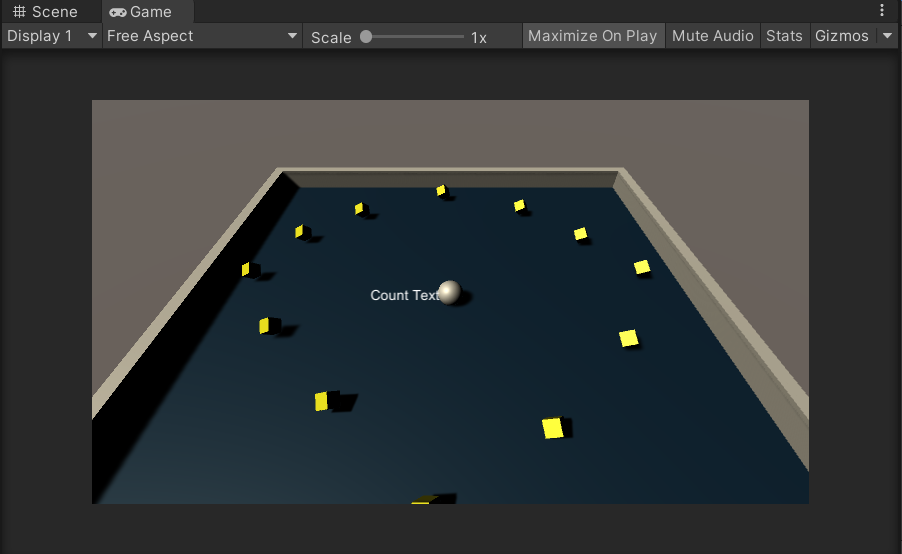 Scene Game
Display 1 Free Aspect Scale 1x Maximize On Play Mute Audio Stats Gizmos
Count Text